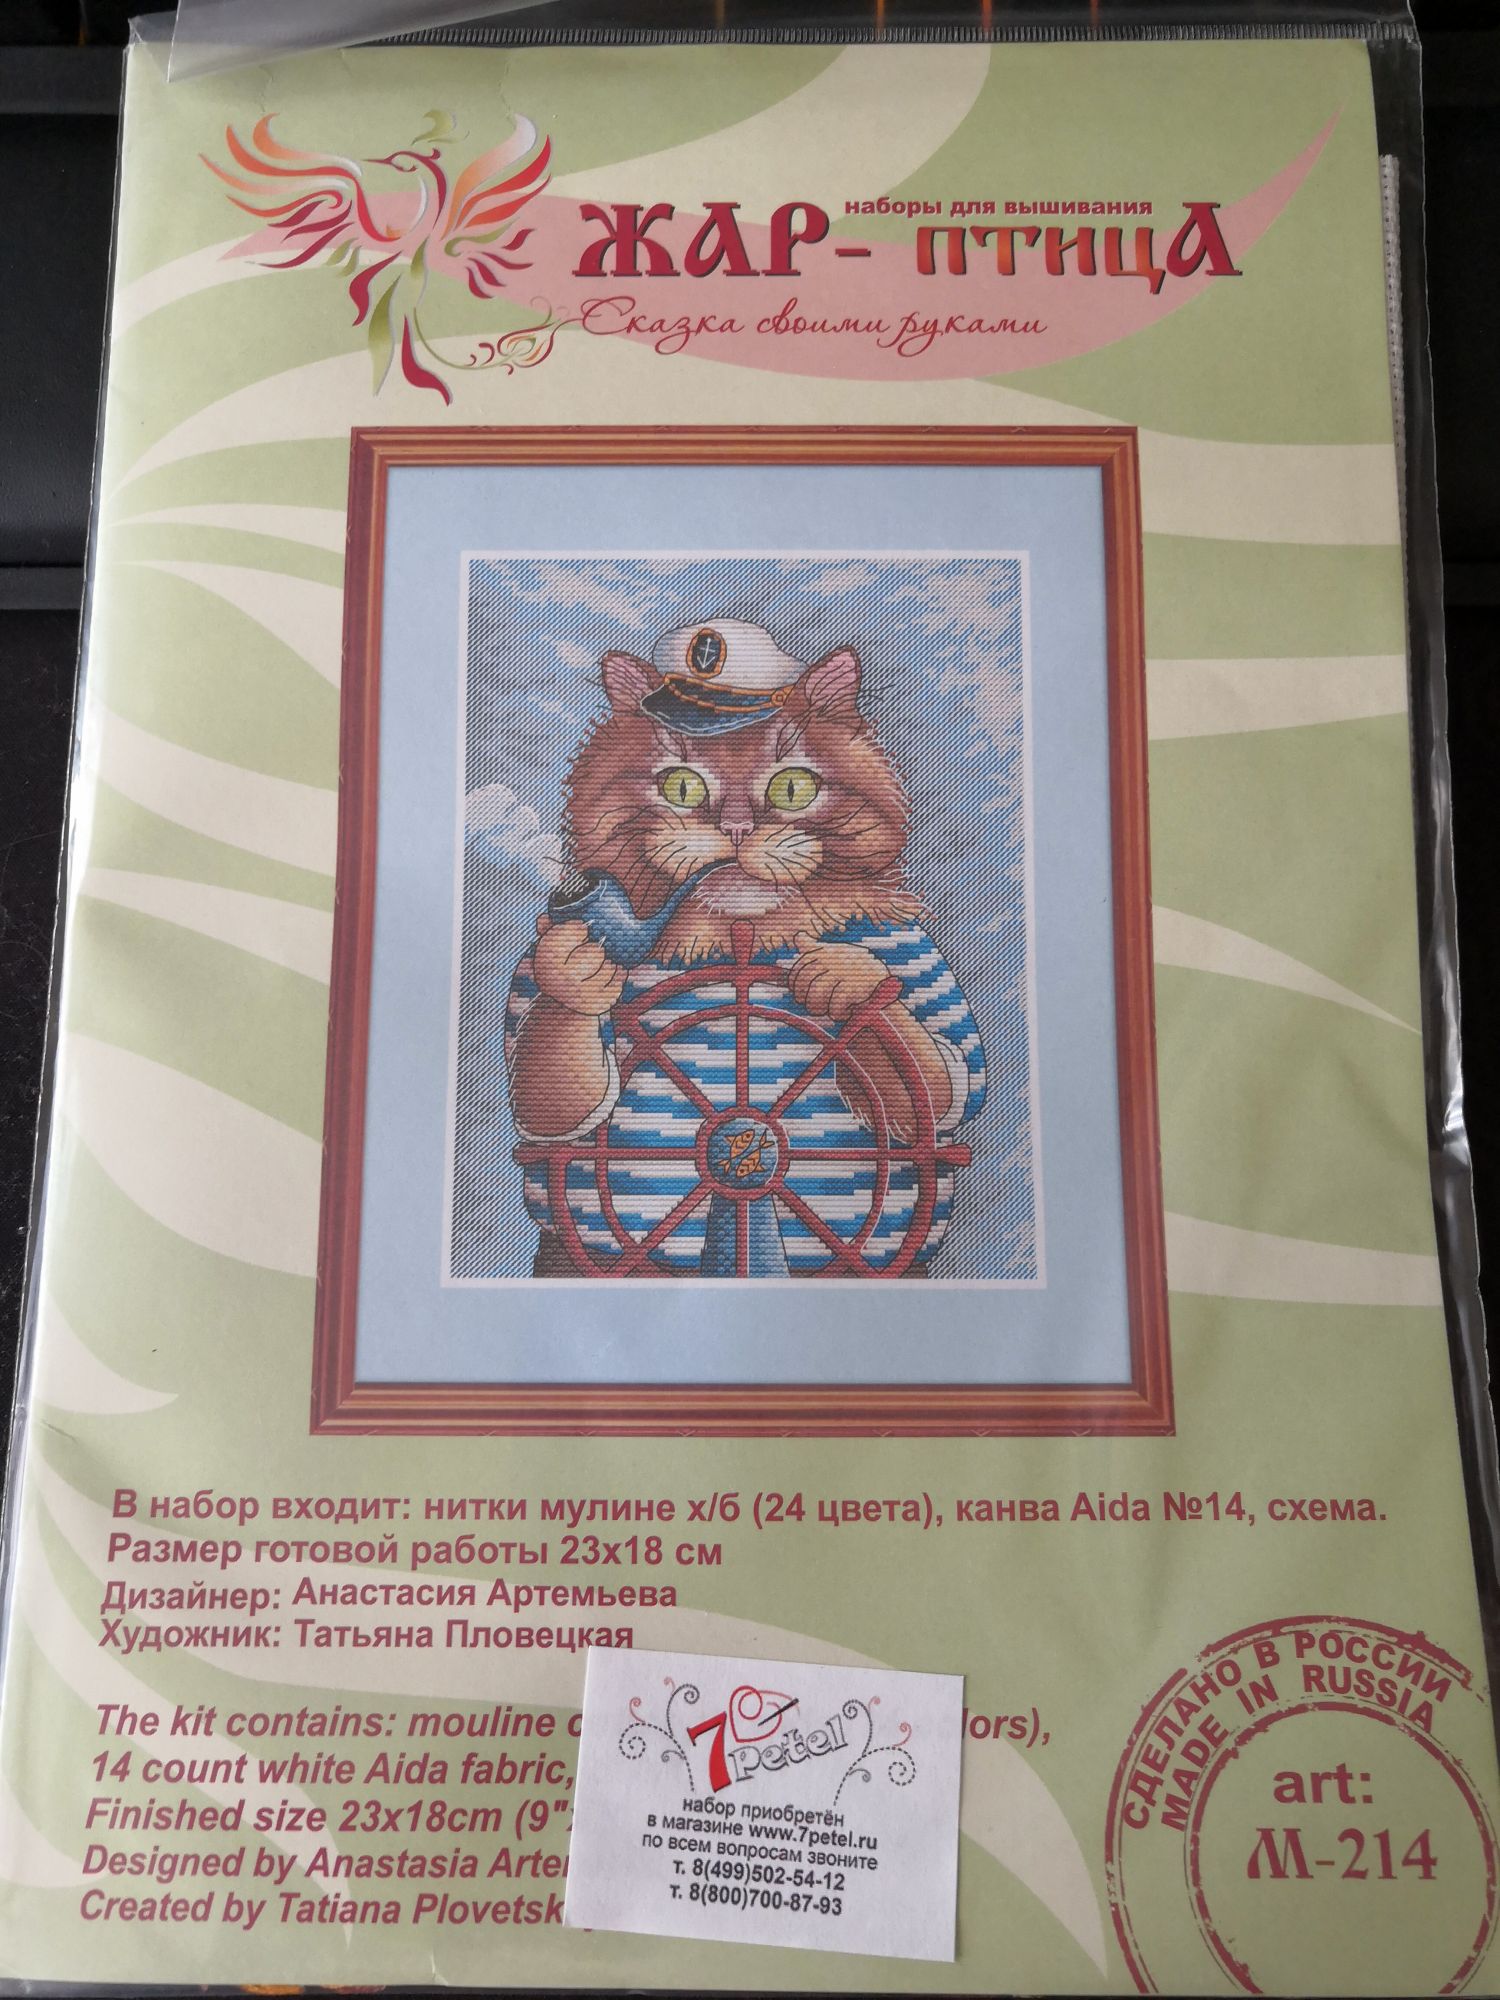 наборы для вышивания
ЖАР-ПТИЦА
Сказка своими руками
В набор входит: нитки мулине х/б (24 цвета), канва Aida №14, схема.
Размер готовой работы 23х18 см
Дизайнер: Анастасия Артемьева
Художник: Татьяна Пловецкая
The kit contains: mouline
14 count white Aida fabric,
Finished size 23x18cm (9"
Designed by Anastasia
Created by Tatiana
7 Petel
набор приобретён
в магазине www.7petel.ru
по всем вопросам звоните
т. 8(499)502-54-12
т. 8(800)700-87-93
СДЕЛАНО В РОССИИ
MADE IN RUSSIA
art:
М-214